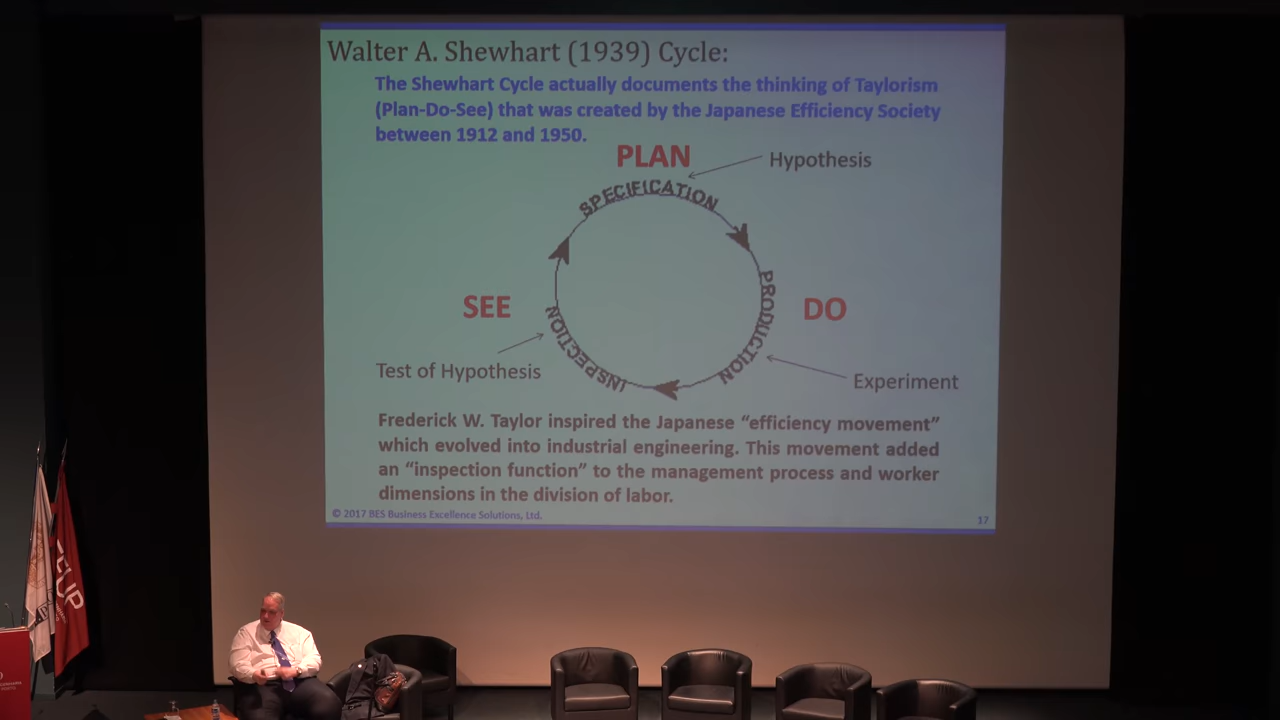 Walter A. Shewhart (1939) Cycle:
The Shewhart Cycle actually documents the thinking of Taylorism
(Plan-Do-See) that was created by the Japanese Efficiency Society
between 1912 and 1950.
PLAN
Hypothesis
SPECIFICATION
SEE
DO
PRODUCTION
INSPECTION
Test of Hypothesis
Experiment
Frederick W. Taylor inspired the Japanese “efficiency movement”
which evolved into industrial engineering. This movement added
an “inspection function” to the management process and worker
dimensions in the division of labor.
© 2017 BES Business Excellence Solutions, Ltd.
17
FEUP